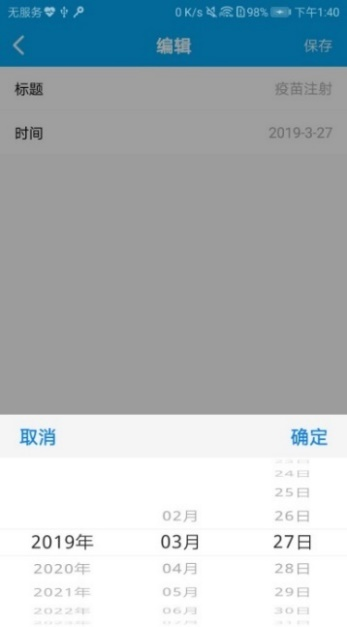 无服务 0 K/s 98% 下午1:40
编辑 保存
标题 疫苗注射
时间 2019-3-27
取消 确定
24日
25日
02月 26日
2019年 03月 27日
2020年 04月 28日
2021年 05月 29日
2022年 06月 30日